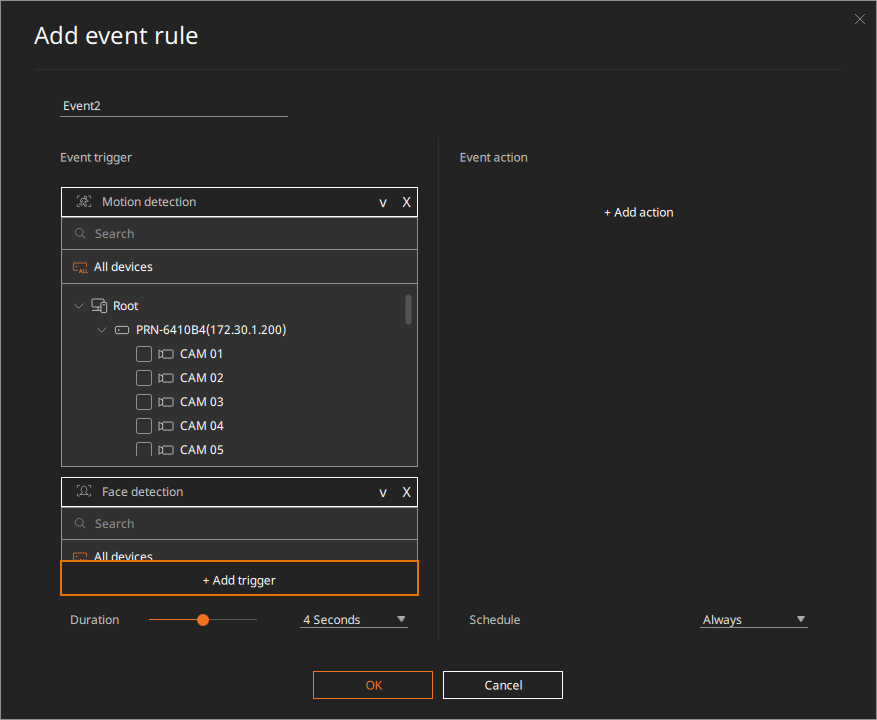 Add event rule
Event2
Event trigger
Event action
Motion detection v X
+ Add action
Search
ALL All devices
Root
PRN-6410B4(172.30.1.200)
CAM 01
CAM 02
CAM 03
CAM 04
CAM 05
Face detection v X
Search
All devices
+ Add trigger
Duration 4 Seconds
Schedule Always
OK Cancel